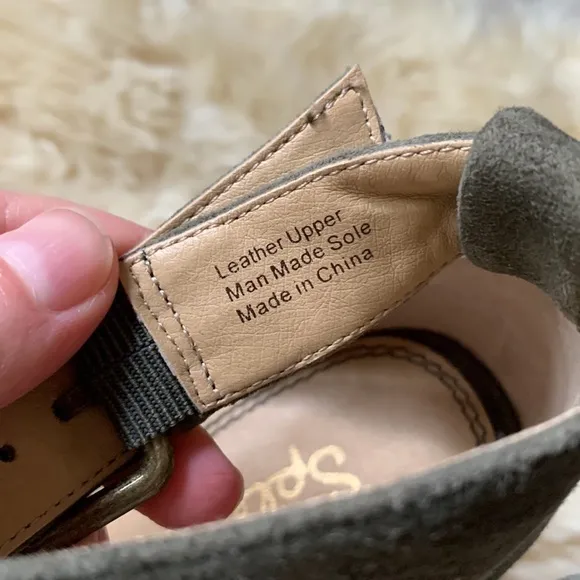 Leather Upper
Man Made Sole
Made in China